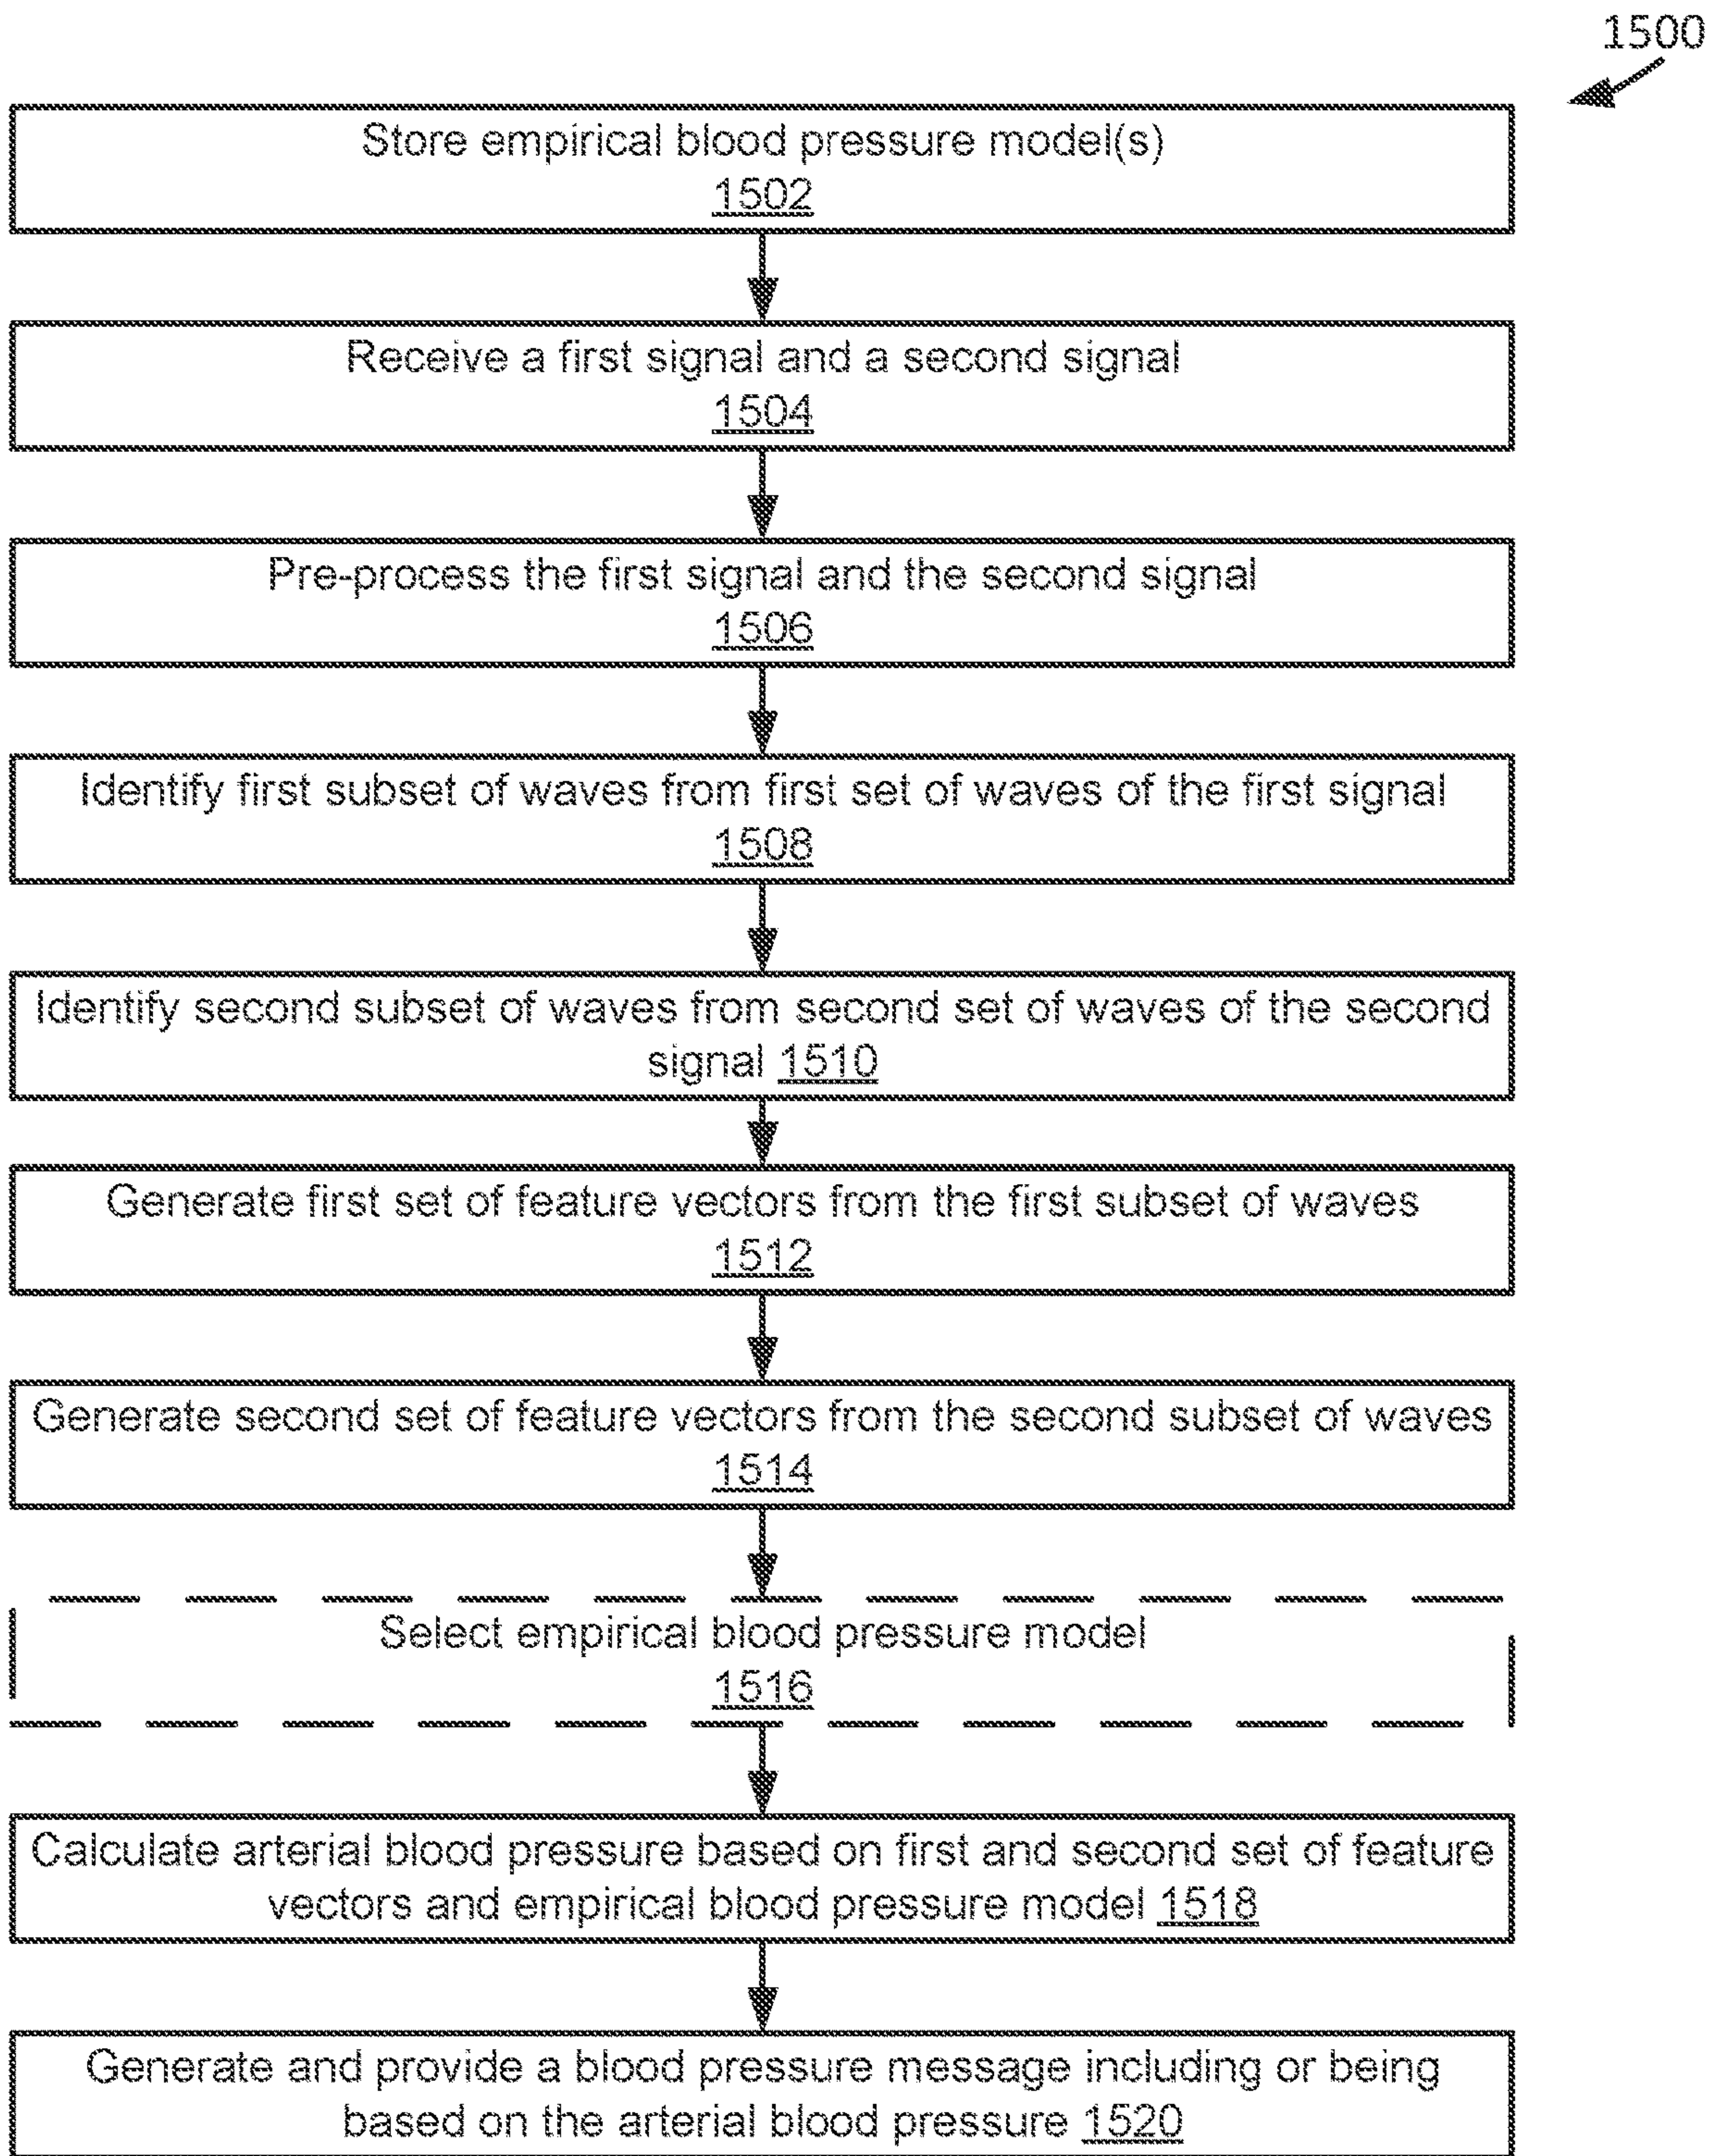 1500
Store empirical blood pressure model(s)
1502
Receive a first signal and a second signal
1504
Pre-process the first signal and the second signal
1506
Identify first subset of waves from first set of waves of the first signal
1508
Identify second subset of waves from second set of waves of the second
signal 1510
Generate first set of feature vectors from the first subset of waves
1512
Generate second set of feature vectors from the second subset of waves
1514
Select empirical blood pressure model
1516
Calculate arterial blood pressure based on first and second set of feature
vectors and empirical blood pressure model 1518
Generate and provide a blood pressure message including or being
based on the arterial blood pressure 1520